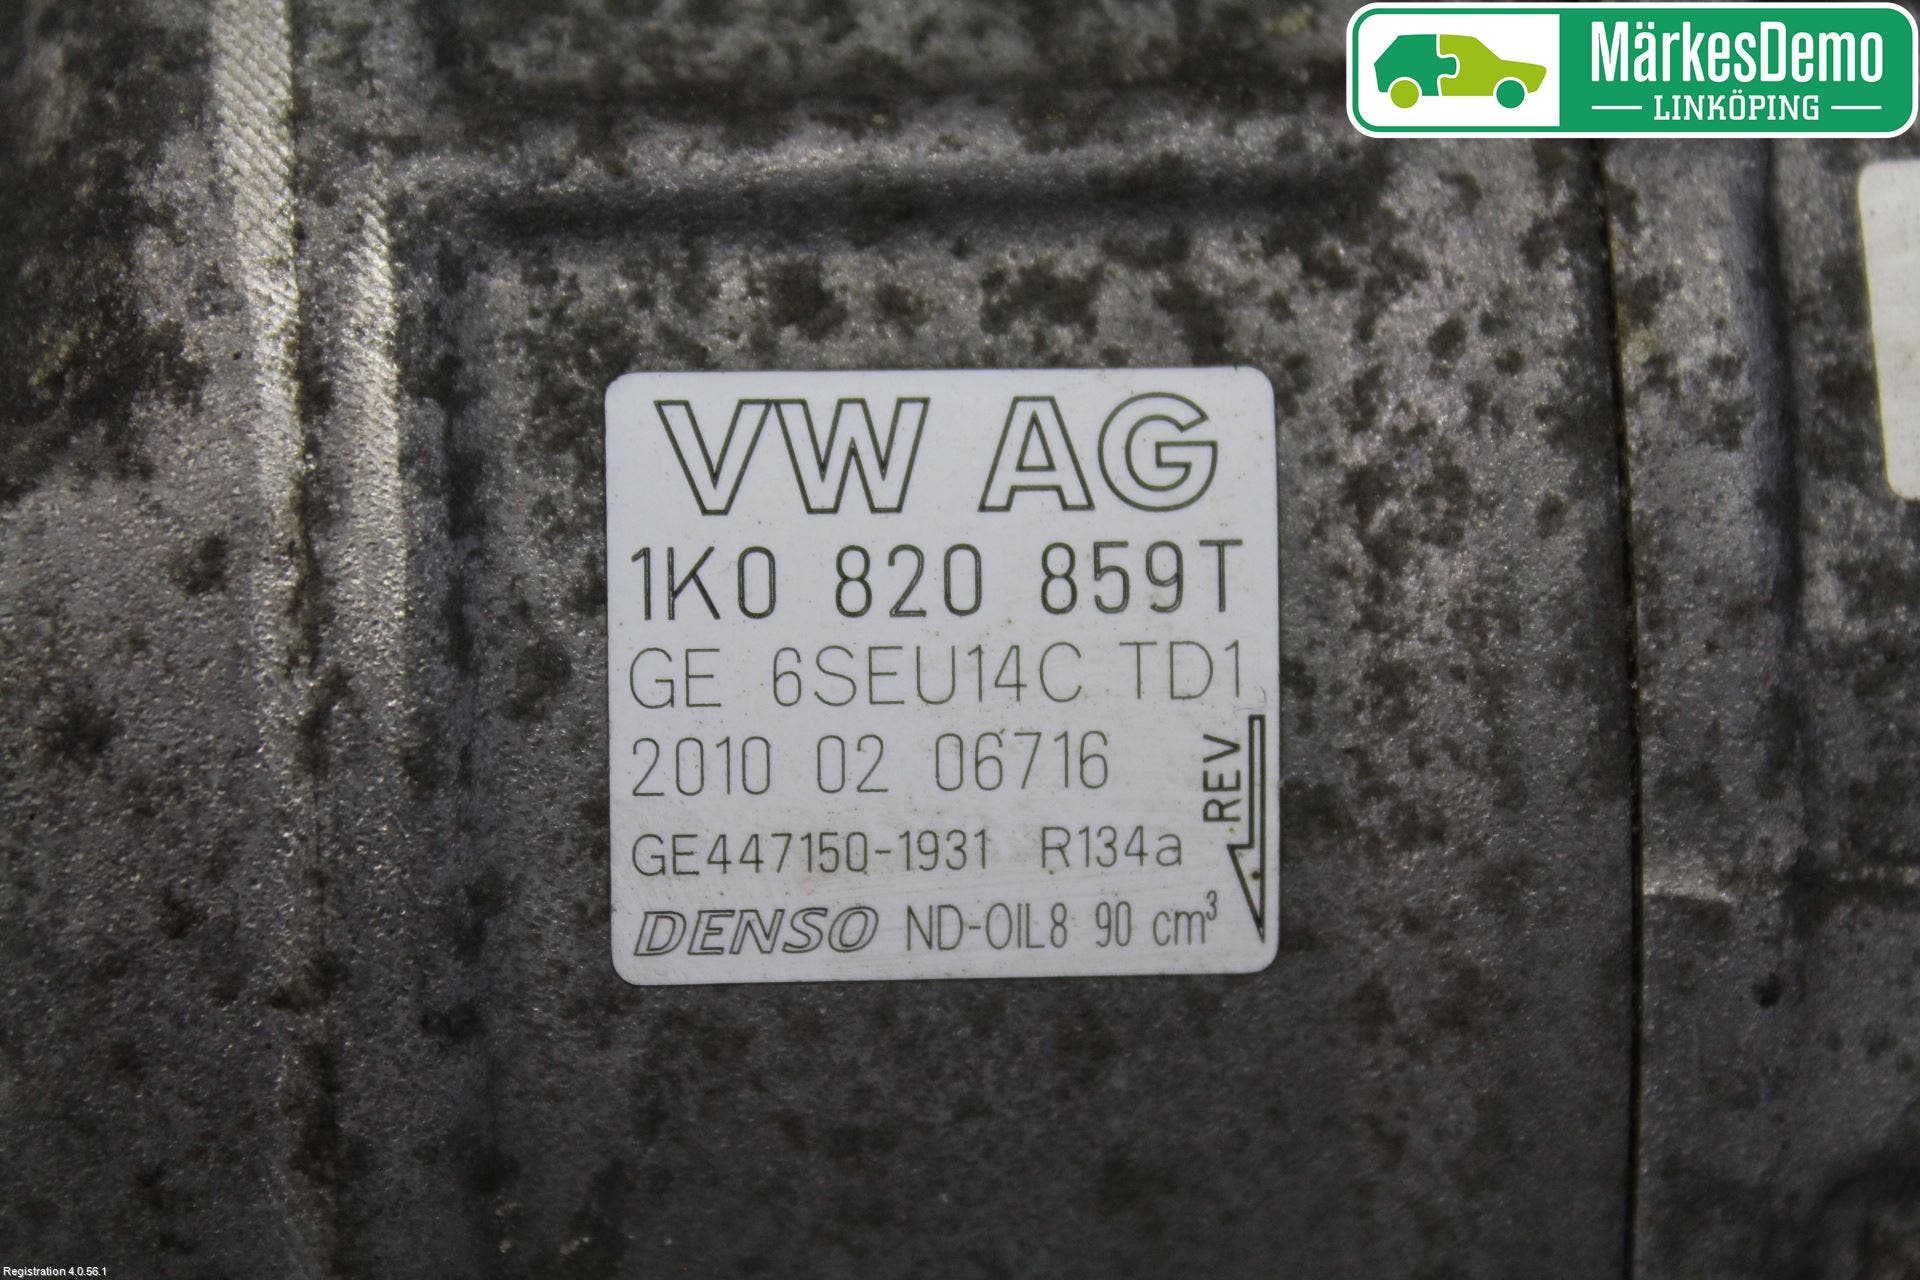 MärkesDemo
LINKÖPING
VW AG
1K0 820 859T
GE 6SEU14C TD1
2010 02 06716
REV
GE447150-1931 R134a
DENSO ND-OIL8 90 cm³
Registration 4.0.56.1